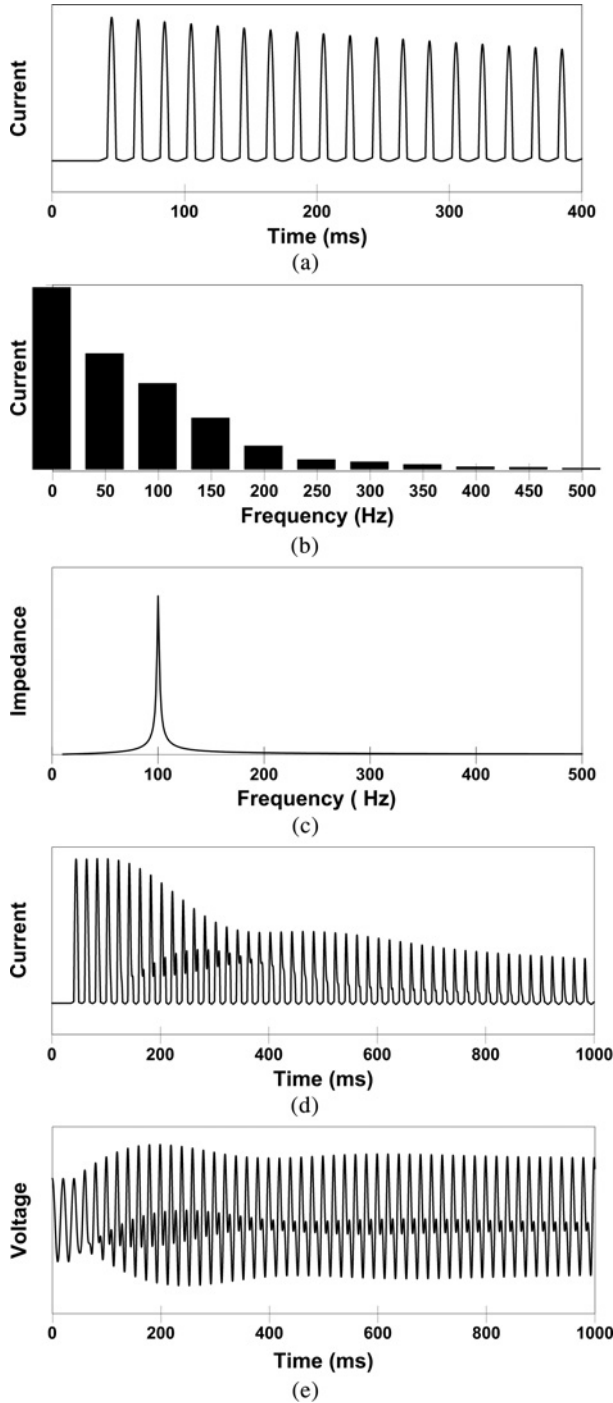 Current
0 100 200 300 400
Time (ms)
(a)
Current
0 50 100 150 200 250 300 350 400 450 500
Frequency (Hz)
(b)
Impedance
0 100 200 300 400 500
Frequency ( Hz)
(c)
Current
0 200 400 600 800 1000
Time (ms)
(d)
Voltage
0 200 400 600 800 1000
Time (ms)
(e)